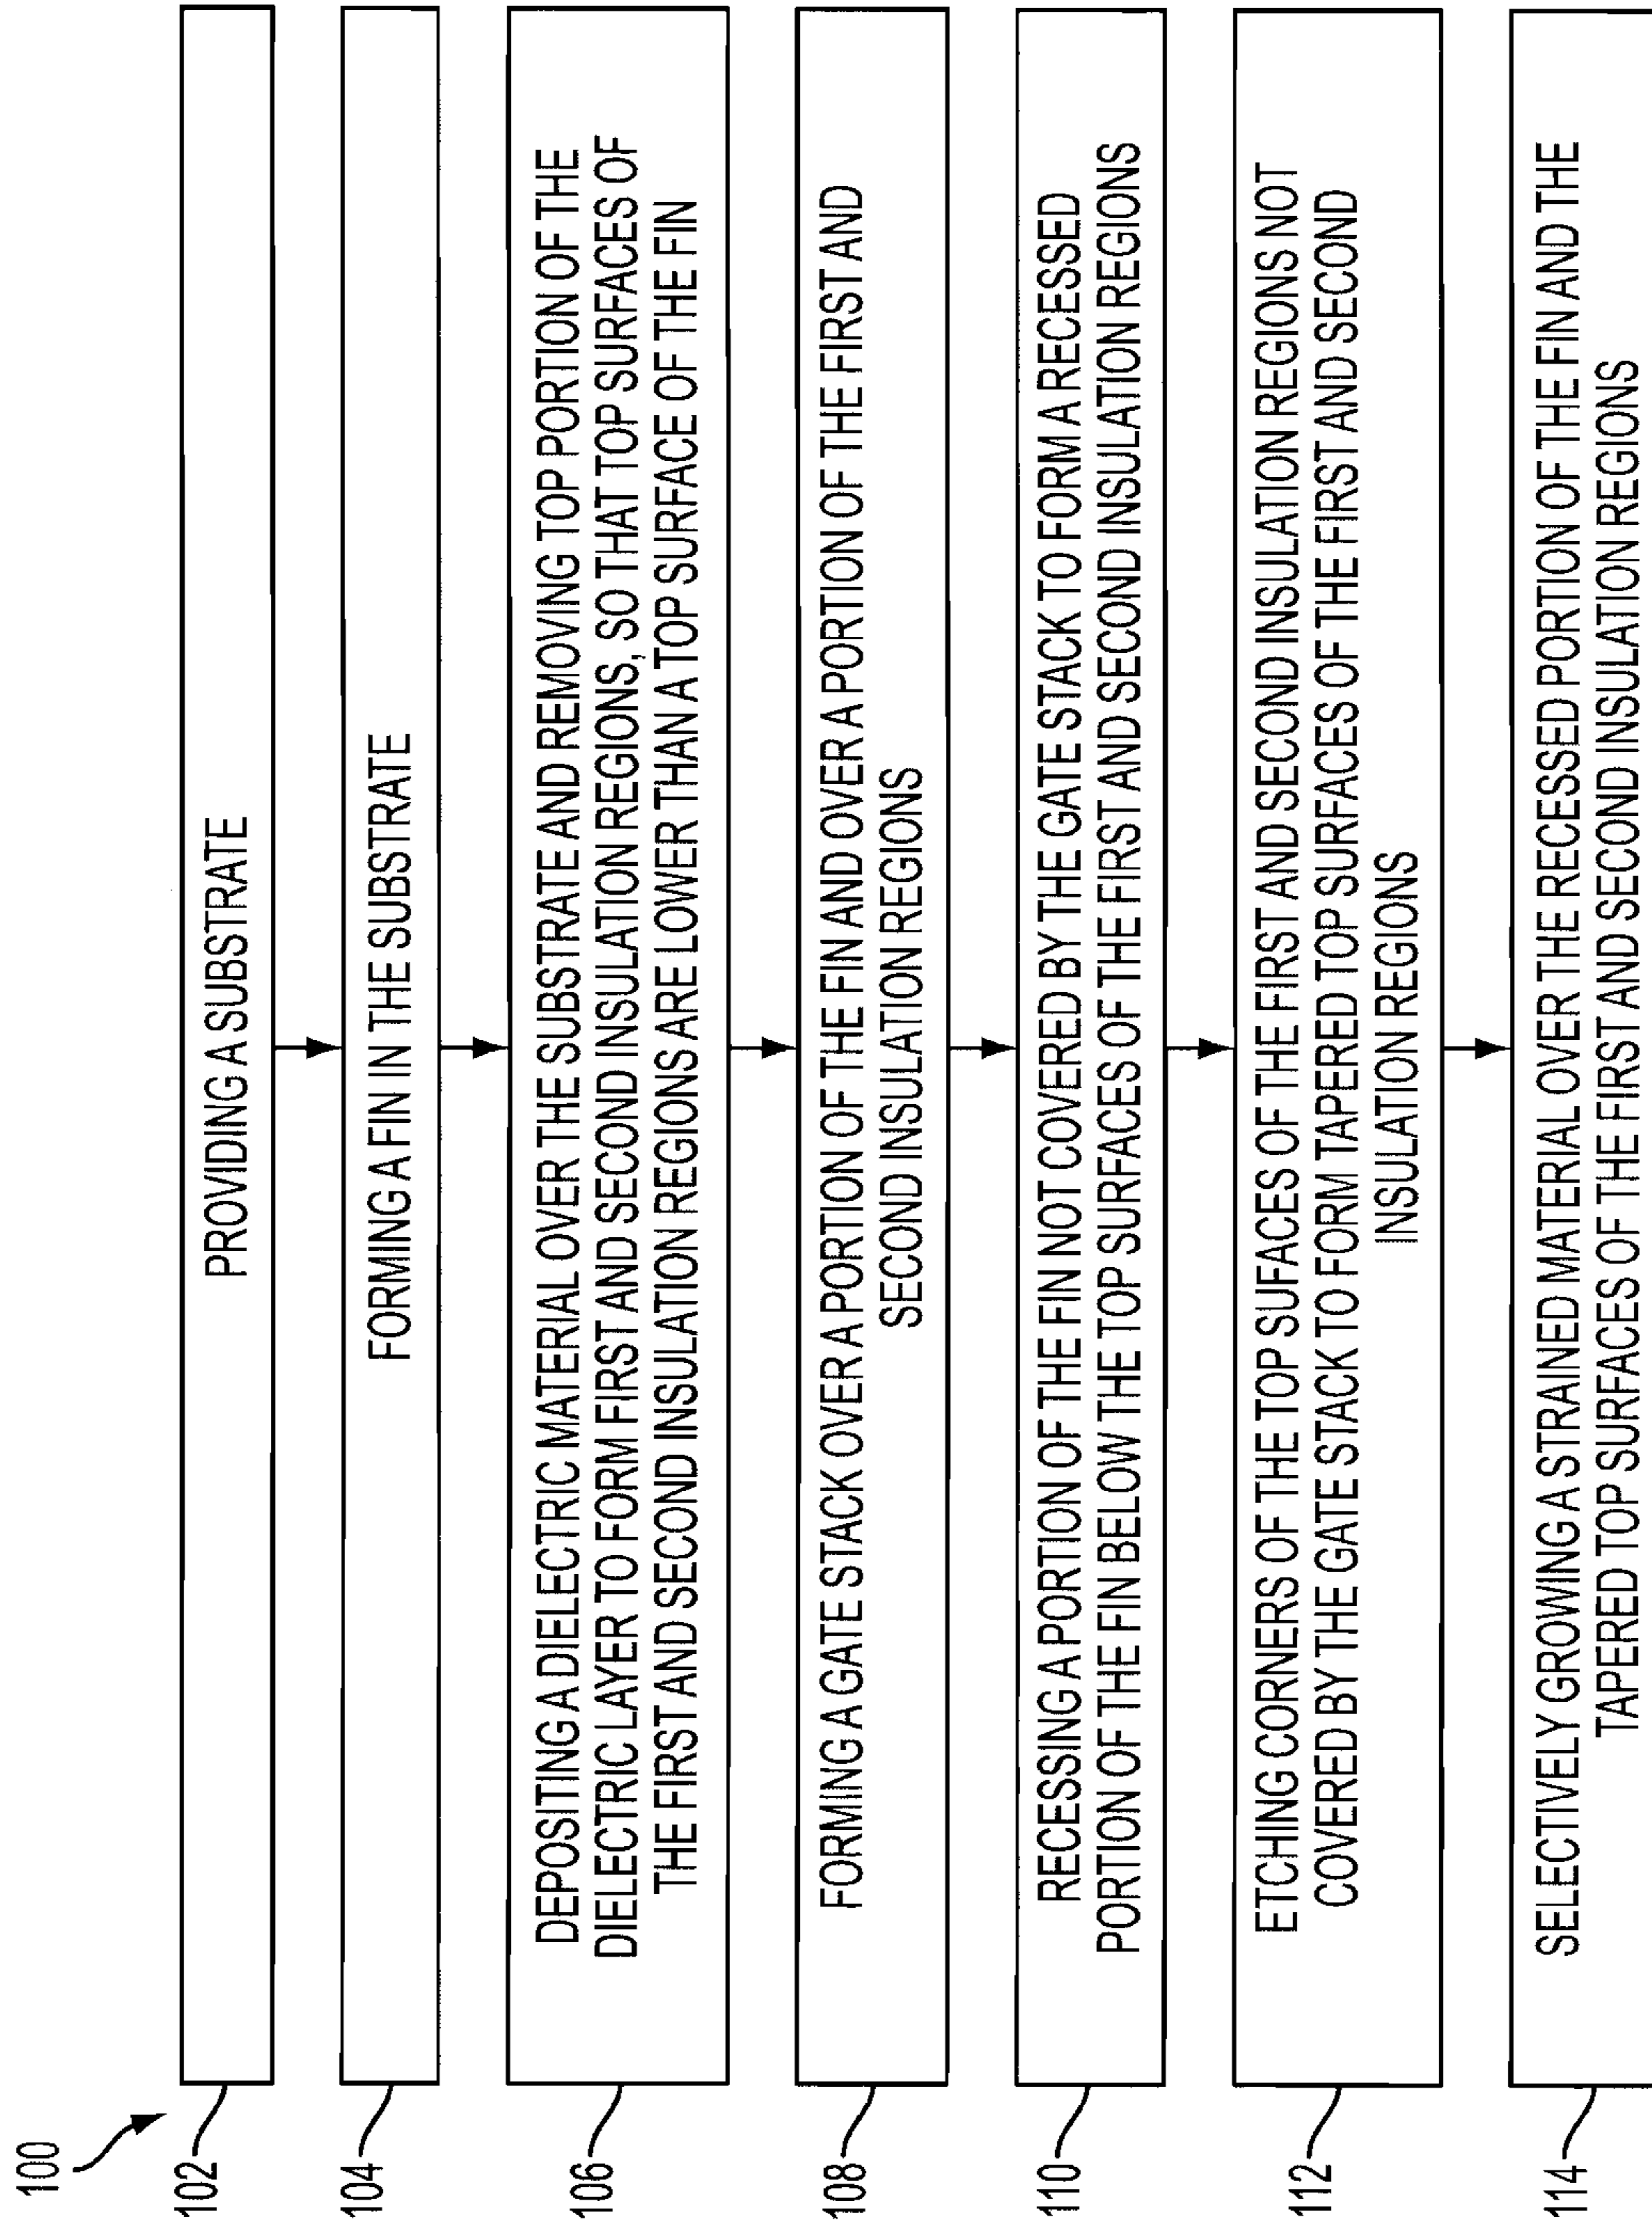 100
102
PROVIDING A SUBSTRATE
104
FORMING A FIN IN THE SUBSTRATE
106
DEPOSITING A DIELECTRIC MATERIAL OVER THE SUBSTRATE AND REMOVING TOP PORTION OF THE
DIELECTRIC LAYER TO FORM FIRST AND SECOND INSULATION REGIONS, SO THAT TOP SURFACES OF
THE FIRST AND SECOND INSULATION REGIONS ARE LOWER THAN A TOP SURFACE OF THE FIN
108
FORMING A GATE STACK OVER A PORTION OF THE FIN AND OVER A PORTION OF THE FIRST AND
SECOND INSULATION REGIONS
110
RECESSING A PORTION OF THE FIN NOT COVERED BY THE GATE STACK TO FORM A RECESSED
PORTION OF THE FIN BELOW THE TOP SURFACES OF THE FIRST AND SECOND INSULATION REGIONS
112
ETCHING CORNERS OF THE TOP SUFACES OF THE FIRST AND SECOND INSULATION REGIONS NOT
COVERED BY THE GATE STACK TO FORM TAPERED TOP SURFACES OF THE FIRST AND SECOND
INSULATION REGIONS
114
SELECTIVELY GROWING A STRAINED MATERIAL OVER THE RECESSED PORTION OF THE FIN AND THE
TAPERED TOP SURFACES OF THE FIRST AND SECOND INSULATION REGIONS